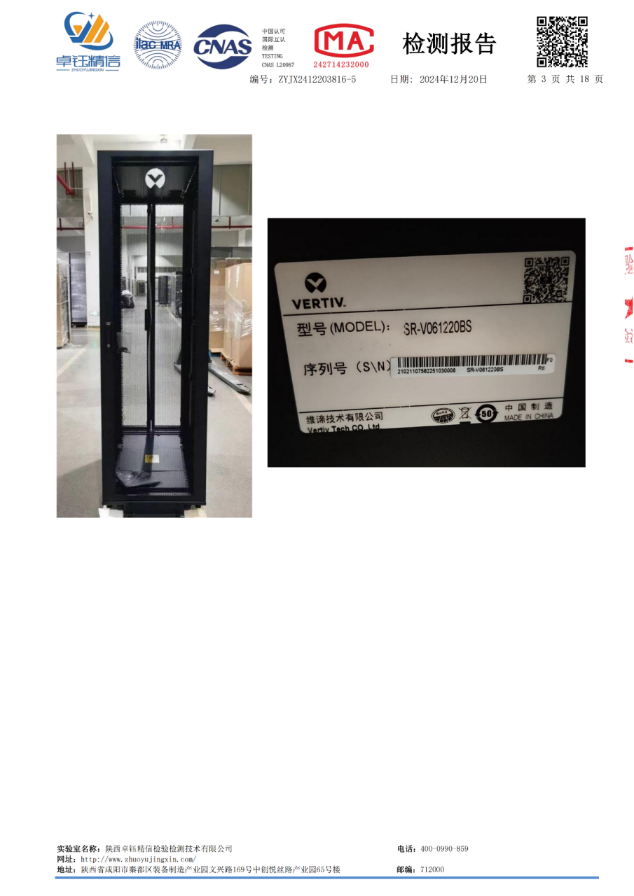 卓钰精信
ZHUOYUJINGXIN
ilac-MRA
CNAS
中国认可
国际互认
检测
TESTING
CNAS L20067
MA
242714232000
检测报告
编号: ZYJX2412203816-5 日期: 2024年12月20日 第 3 页 共 18 页
VERTIV.
型号(MODEL): SR-V061220BS
序列号 (S\N)
SR-V061220BS
维谛技术有限公司
Vertiv Tech CO.,Ltd.
50
中国制造
MADE IN CHINA
实验室名称: 陕西卓钰精信检验检测技术有限公司 电话: 400-0990-859
网址: http://www.zhuoyujingxin.com/
地址: 陕西省咸阳市秦都区装备制造产业园文兴路169号中创悦丝路产业园65号楼 邮编: 712000